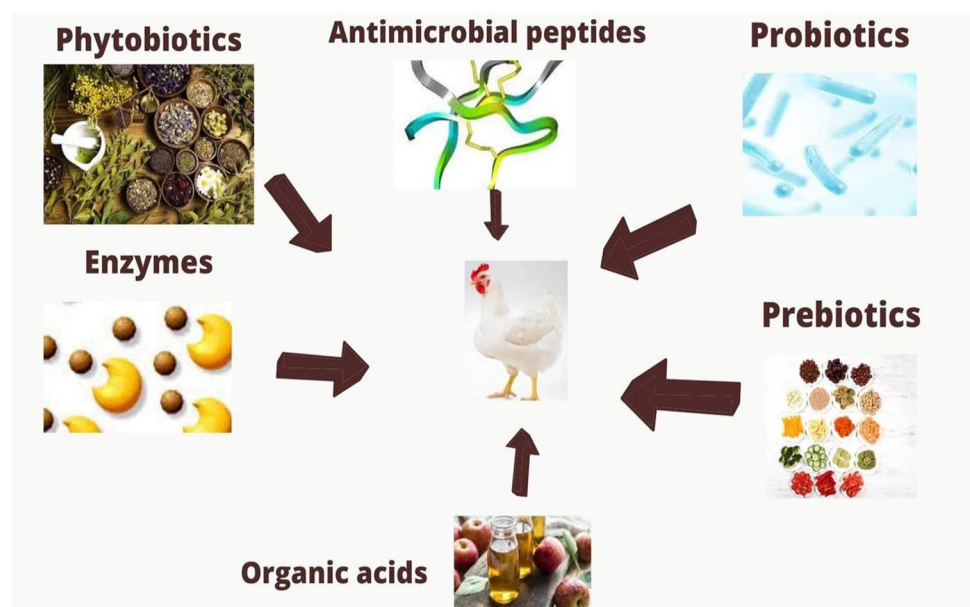 Phytobiotics
Antimicrobial peptides
Probiotics
Enzymes
Prebiotics
Organic acids